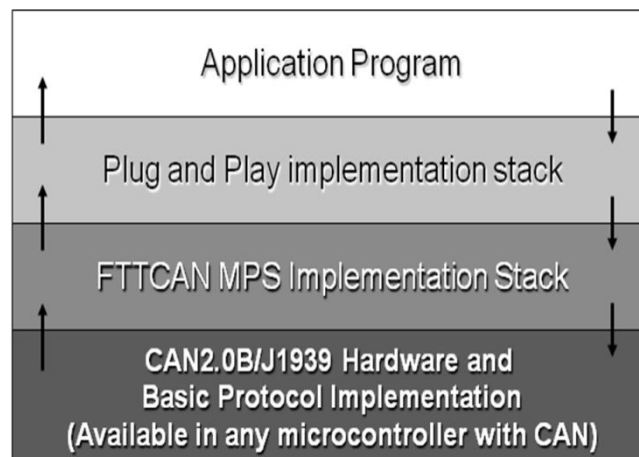 Application Program
Plug and Play implementation stack
FTTCAN MPS Implementation Stack
CAN2.0B/J1939 Hardware and
Basic Protocol Implementation
(Available in any microcontroller with CAN)